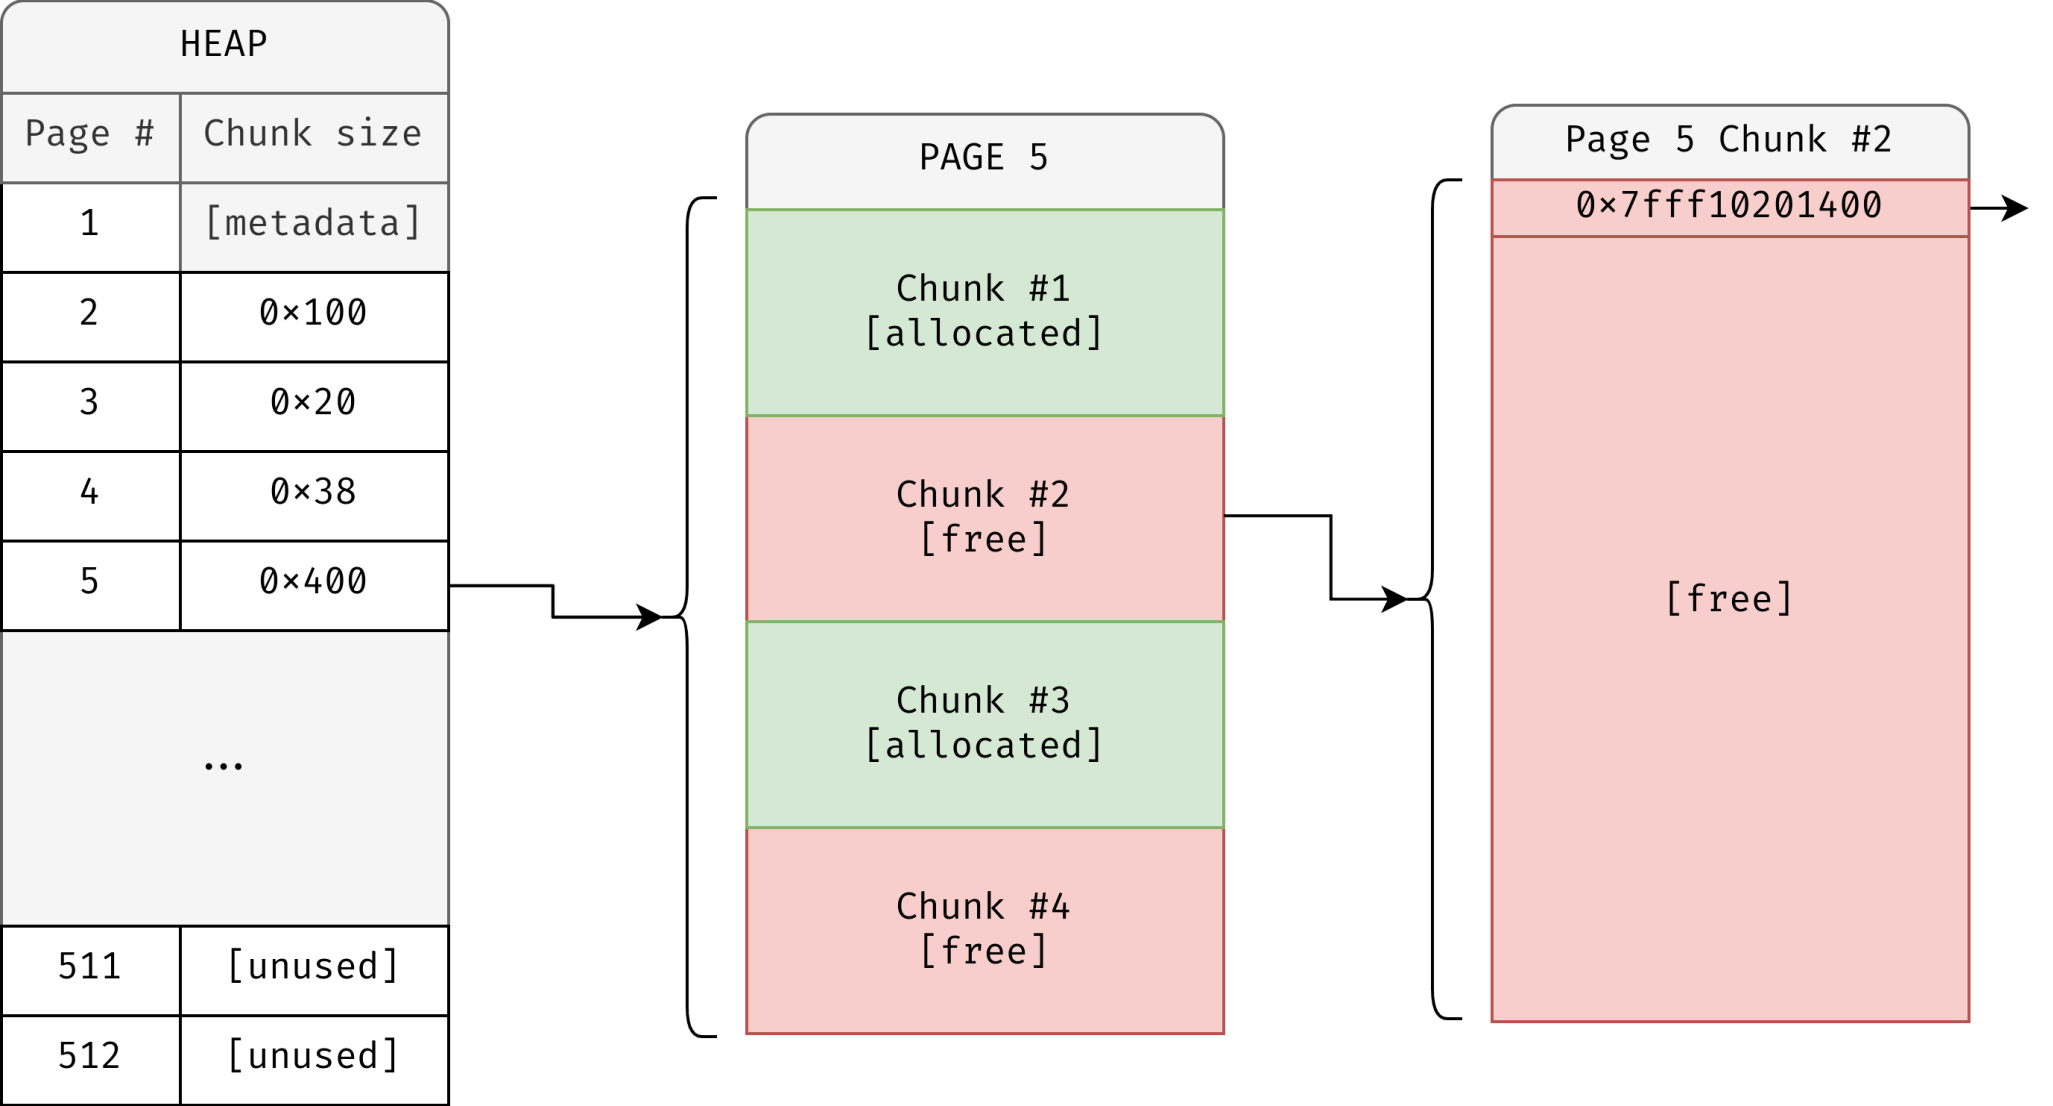 HEAP
Page # Chunk size
1 [metadata]
2 0×100
3 0×20
4 0×38
5 0×400
...
511 [unused]
512 [unused]
PAGE 5
Chunk #1
[allocated]
Chunk #2
[free]
Chunk #3
[allocated]
Chunk #4
[free]
Page 5 Chunk #2
0×7fff10201400
[free]